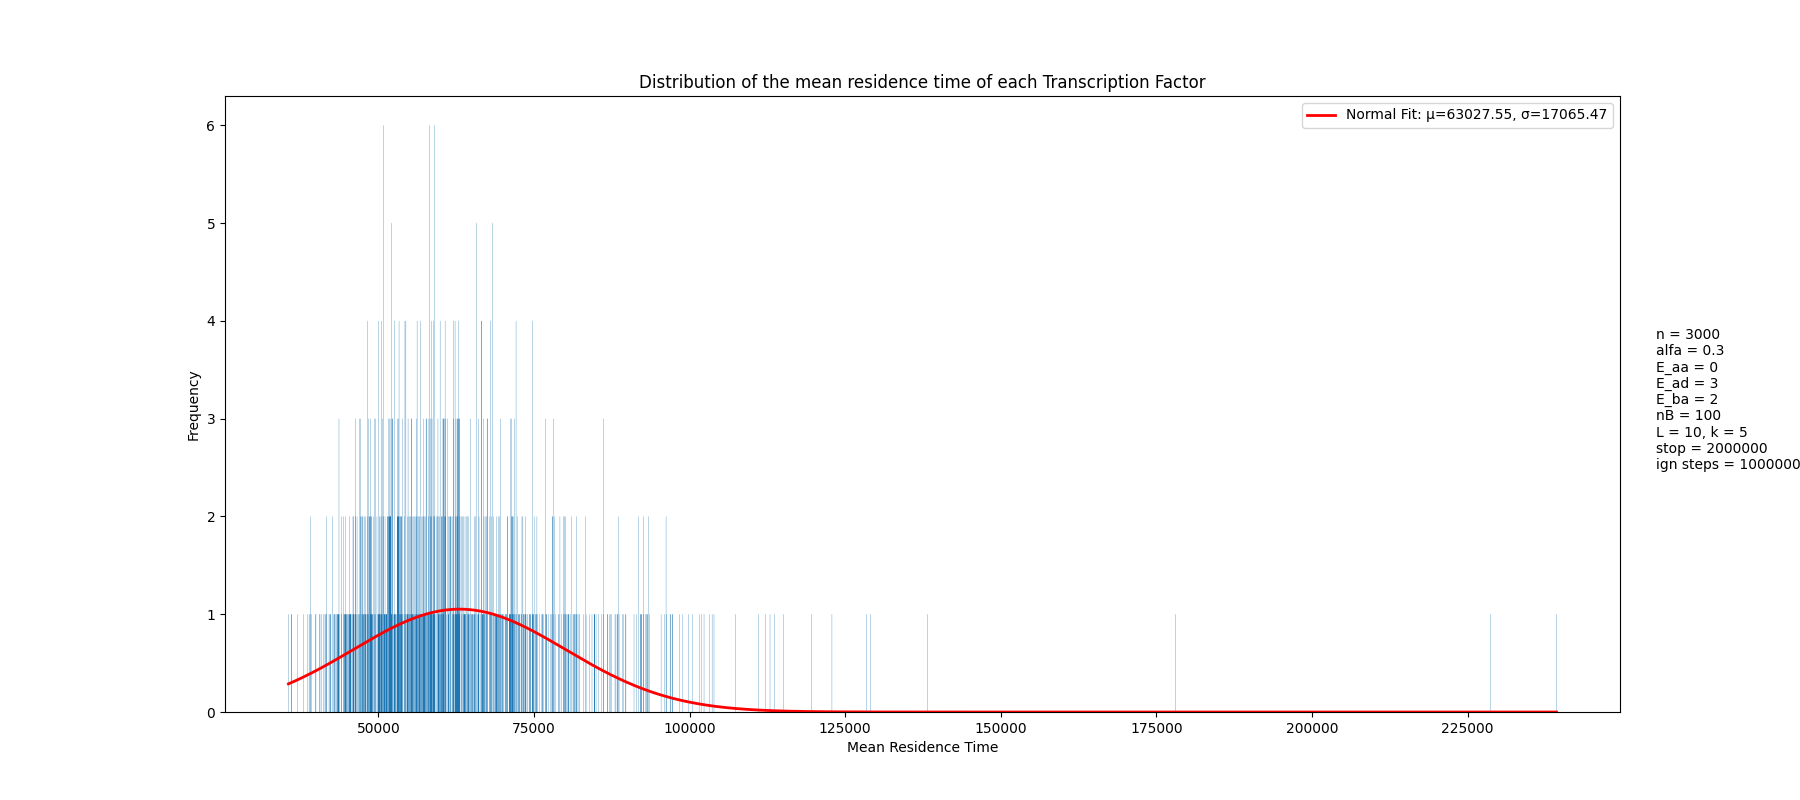 Distribution of the mean residence time of each Transcription Factor
Normal Fit: μ=63027.55, σ=17065.47
Frequency
6
5
4
3
2
1
0
50000
75000
100000
125000
150000
175000
200000
225000
Mean Residence Time
n = 3000
alfa = 0.3
E_aa = 0
E_ad = 3
E_ba = 2
nB = 100
L = 10, k = 5
stop = 2000000
ign steps = 1000000